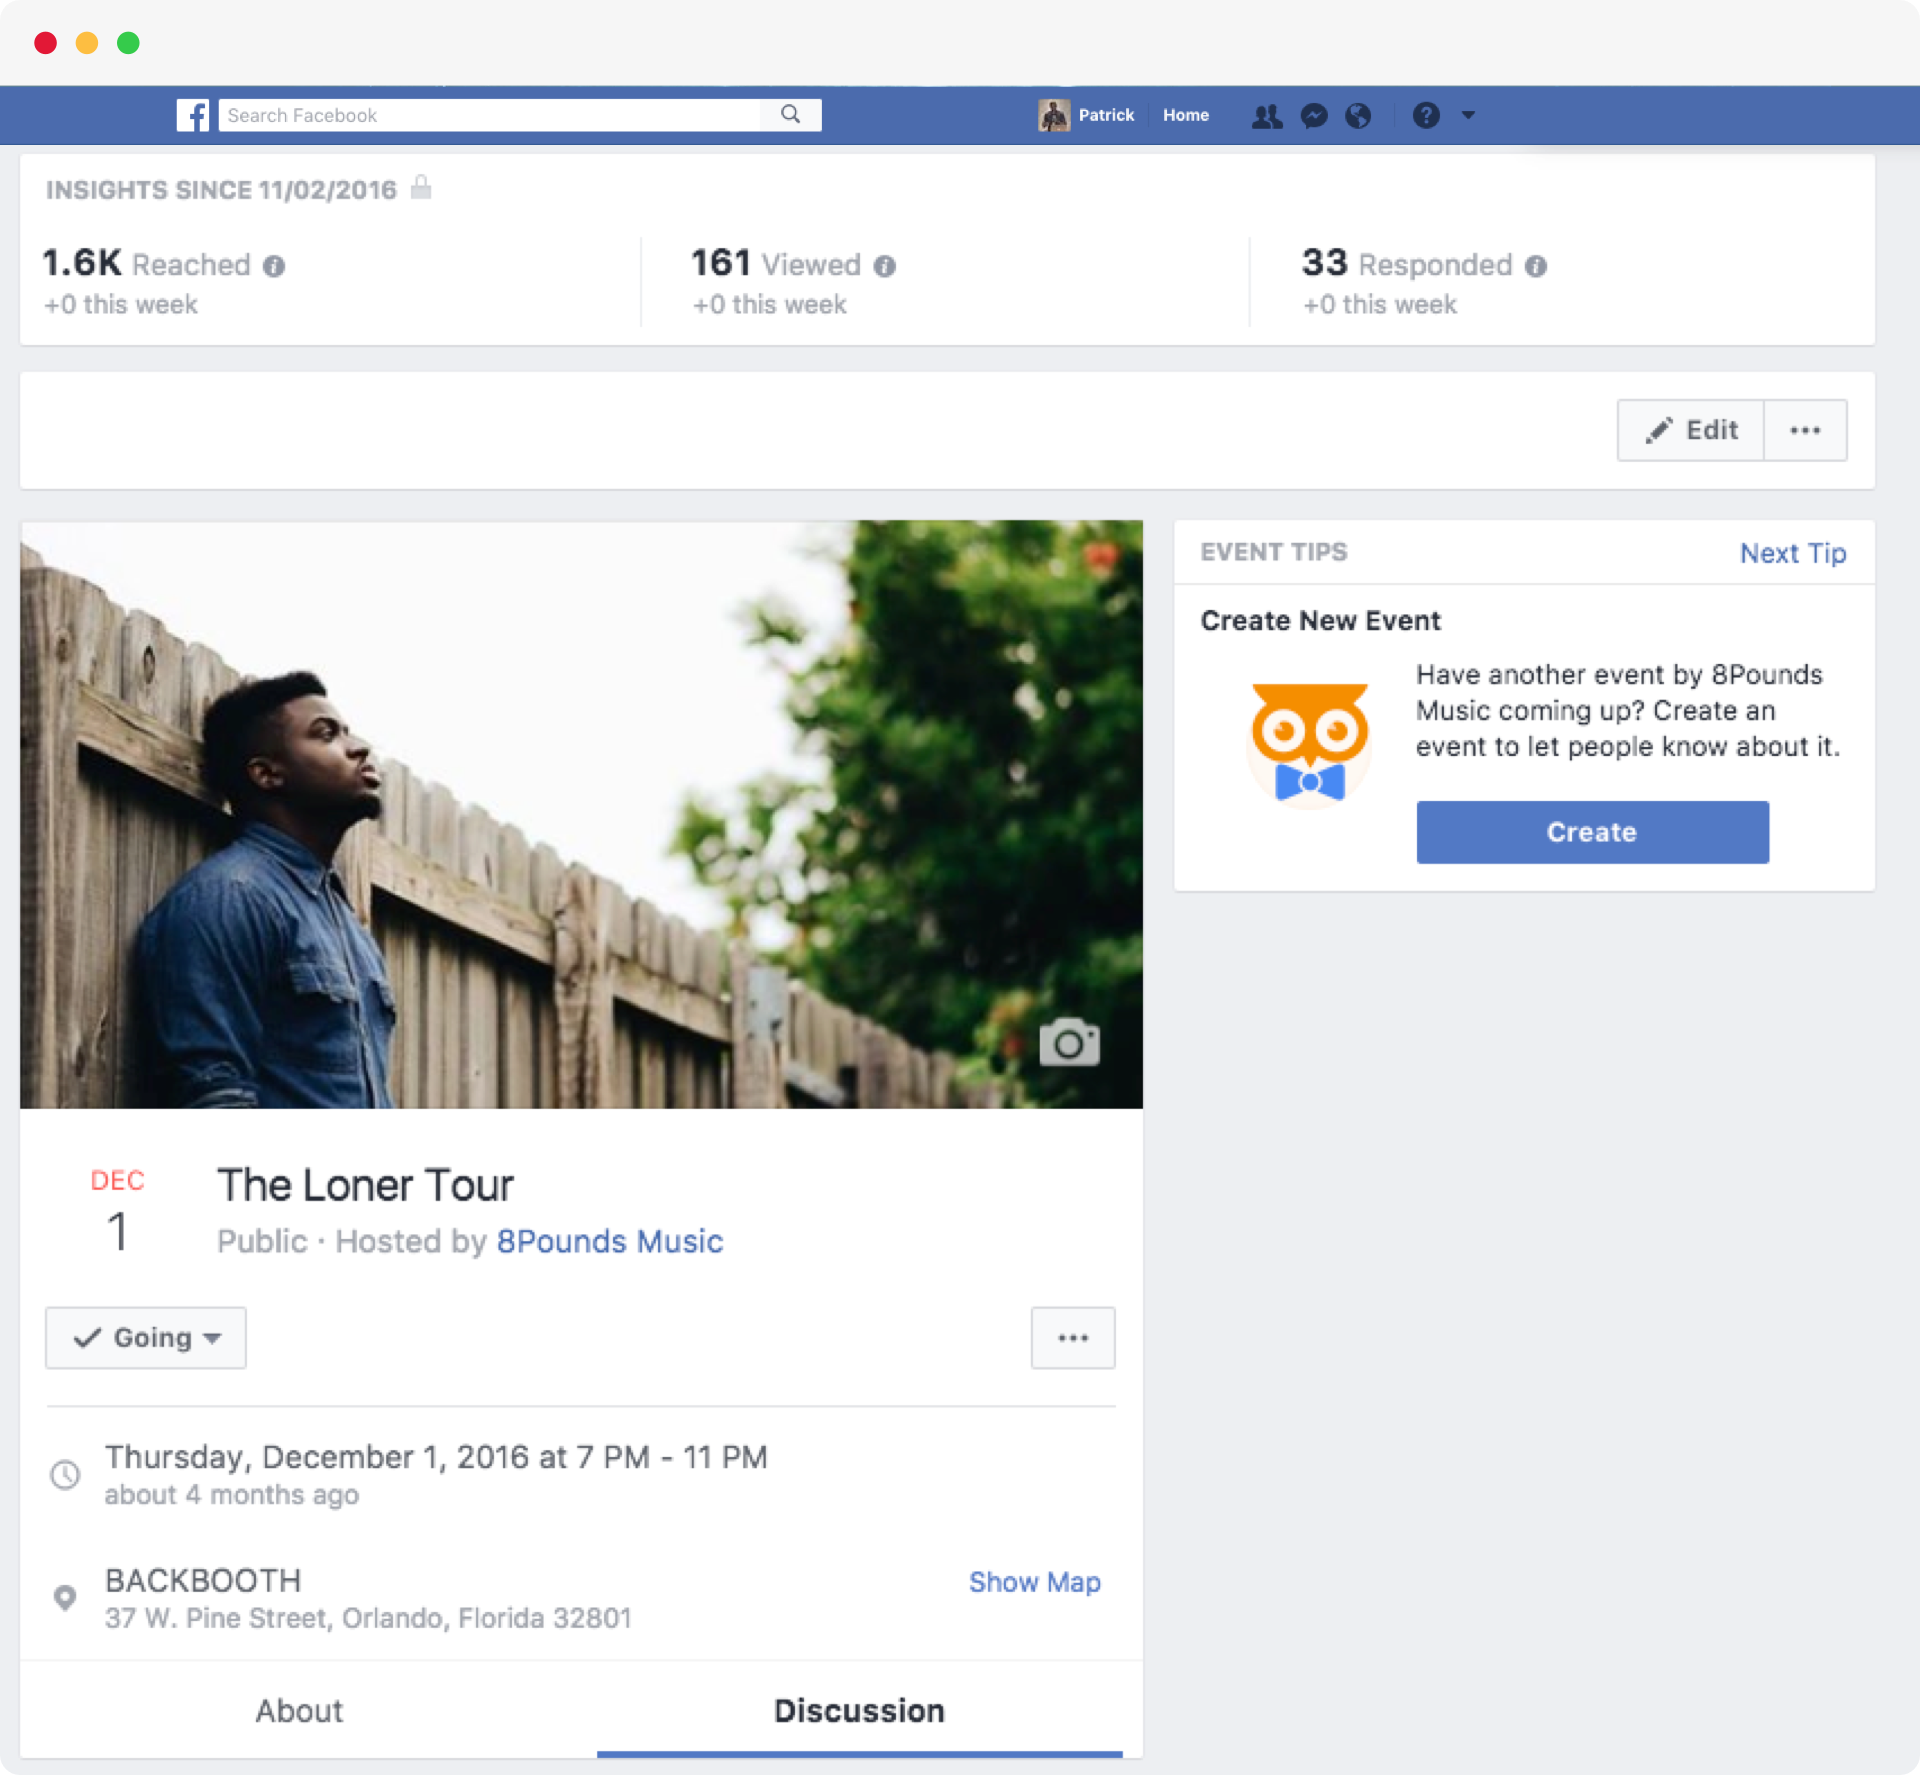 Search Facebook
Patrick
Home
?
INSIGHTS SINCE 11/02/2016
1.6K Reached
+0 this week
161 Viewed
+0 this week
33 Responded
+0 this week
Edit
EVENT TIPS
Next Tip
Create New Event
Have another event by 8Pounds
Music coming up? Create an
event to let people know about it.
Create
DEC
1
The Loner Tour
Public · Hosted by 8Pounds Music
Going
Thursday, December 1, 2016 at 7 PM - 11 PM
about 4 months ago
BACKBOOTH
Show Map
37 W. Pine Street, Orlando, Florida 32801
About
Discussion